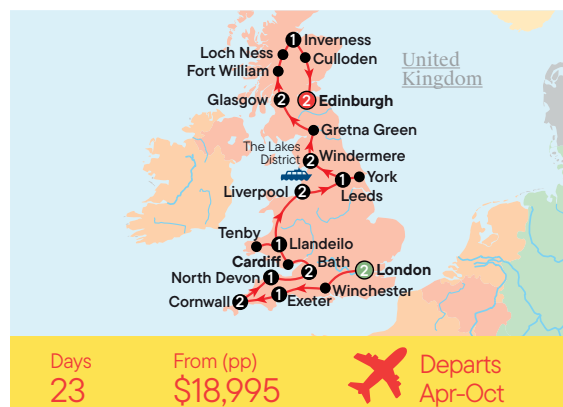 1 Inverness
Loch Ness
Culloden
United
Kingdom
Fort William
Glasgow 2
2 Edinburgh
Gretna Green
The Lakes
District
2 Windermere
York
1
Leeds
Liverpool 2
Tenby
1 Llandeilo
Cardiff
Bath
2
North Devon 1
2 London
Winchester
Cornwall 2
1 Exeter
Days
23
From (pp)
$18,995
Departs
Apr-Oct